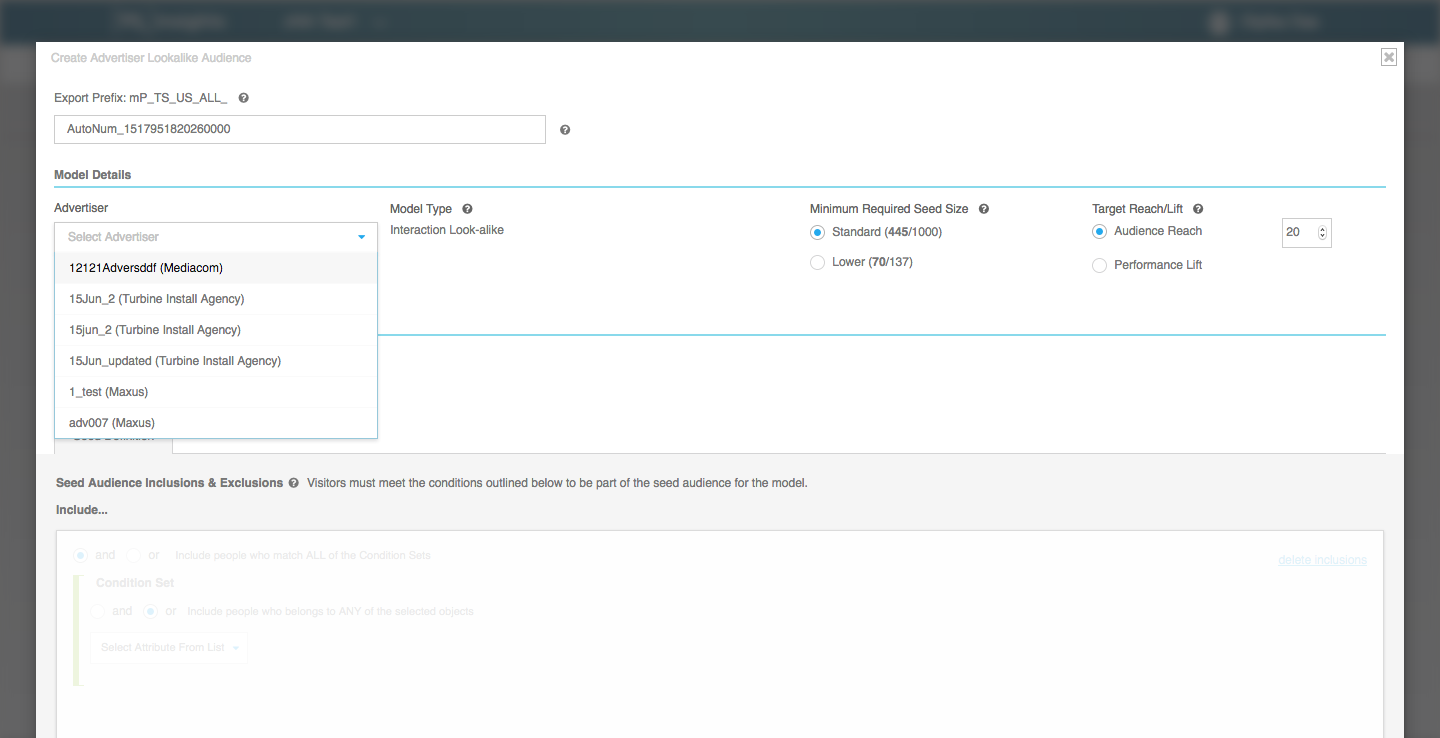 Create Advertiser Lookalike Audience
Export Prefix: mP_TS_US_ALL_
AutoNum_1517951820260000
Model Details
Advertiser
Model Type
Minimum Required Seed Size
Target Reach/Lift
Select Advertiser
Interaction Look-alike
Standard (445/1000)
Audience Reach
20
Lower (70/137)
Performance Lift
12121Adversddf (Mediacom)
15Jun_2 (Turbine Install Agency)
15jun_2 (Turbine Install Agency)
15Jun_updated (Turbine Install Agency)
1_test (Maxus)
adv007 (Maxus)
Seed Audience Inclusions & Exclusions Visitors must meet the conditions outlined below to be part of the seed audience for the model.
Include...
and or Include people who match ALL of the Condition Sets
delete inclusions
Condition Set
and or Include people who belongs to ANY of the selected objects
Select Attribute From List